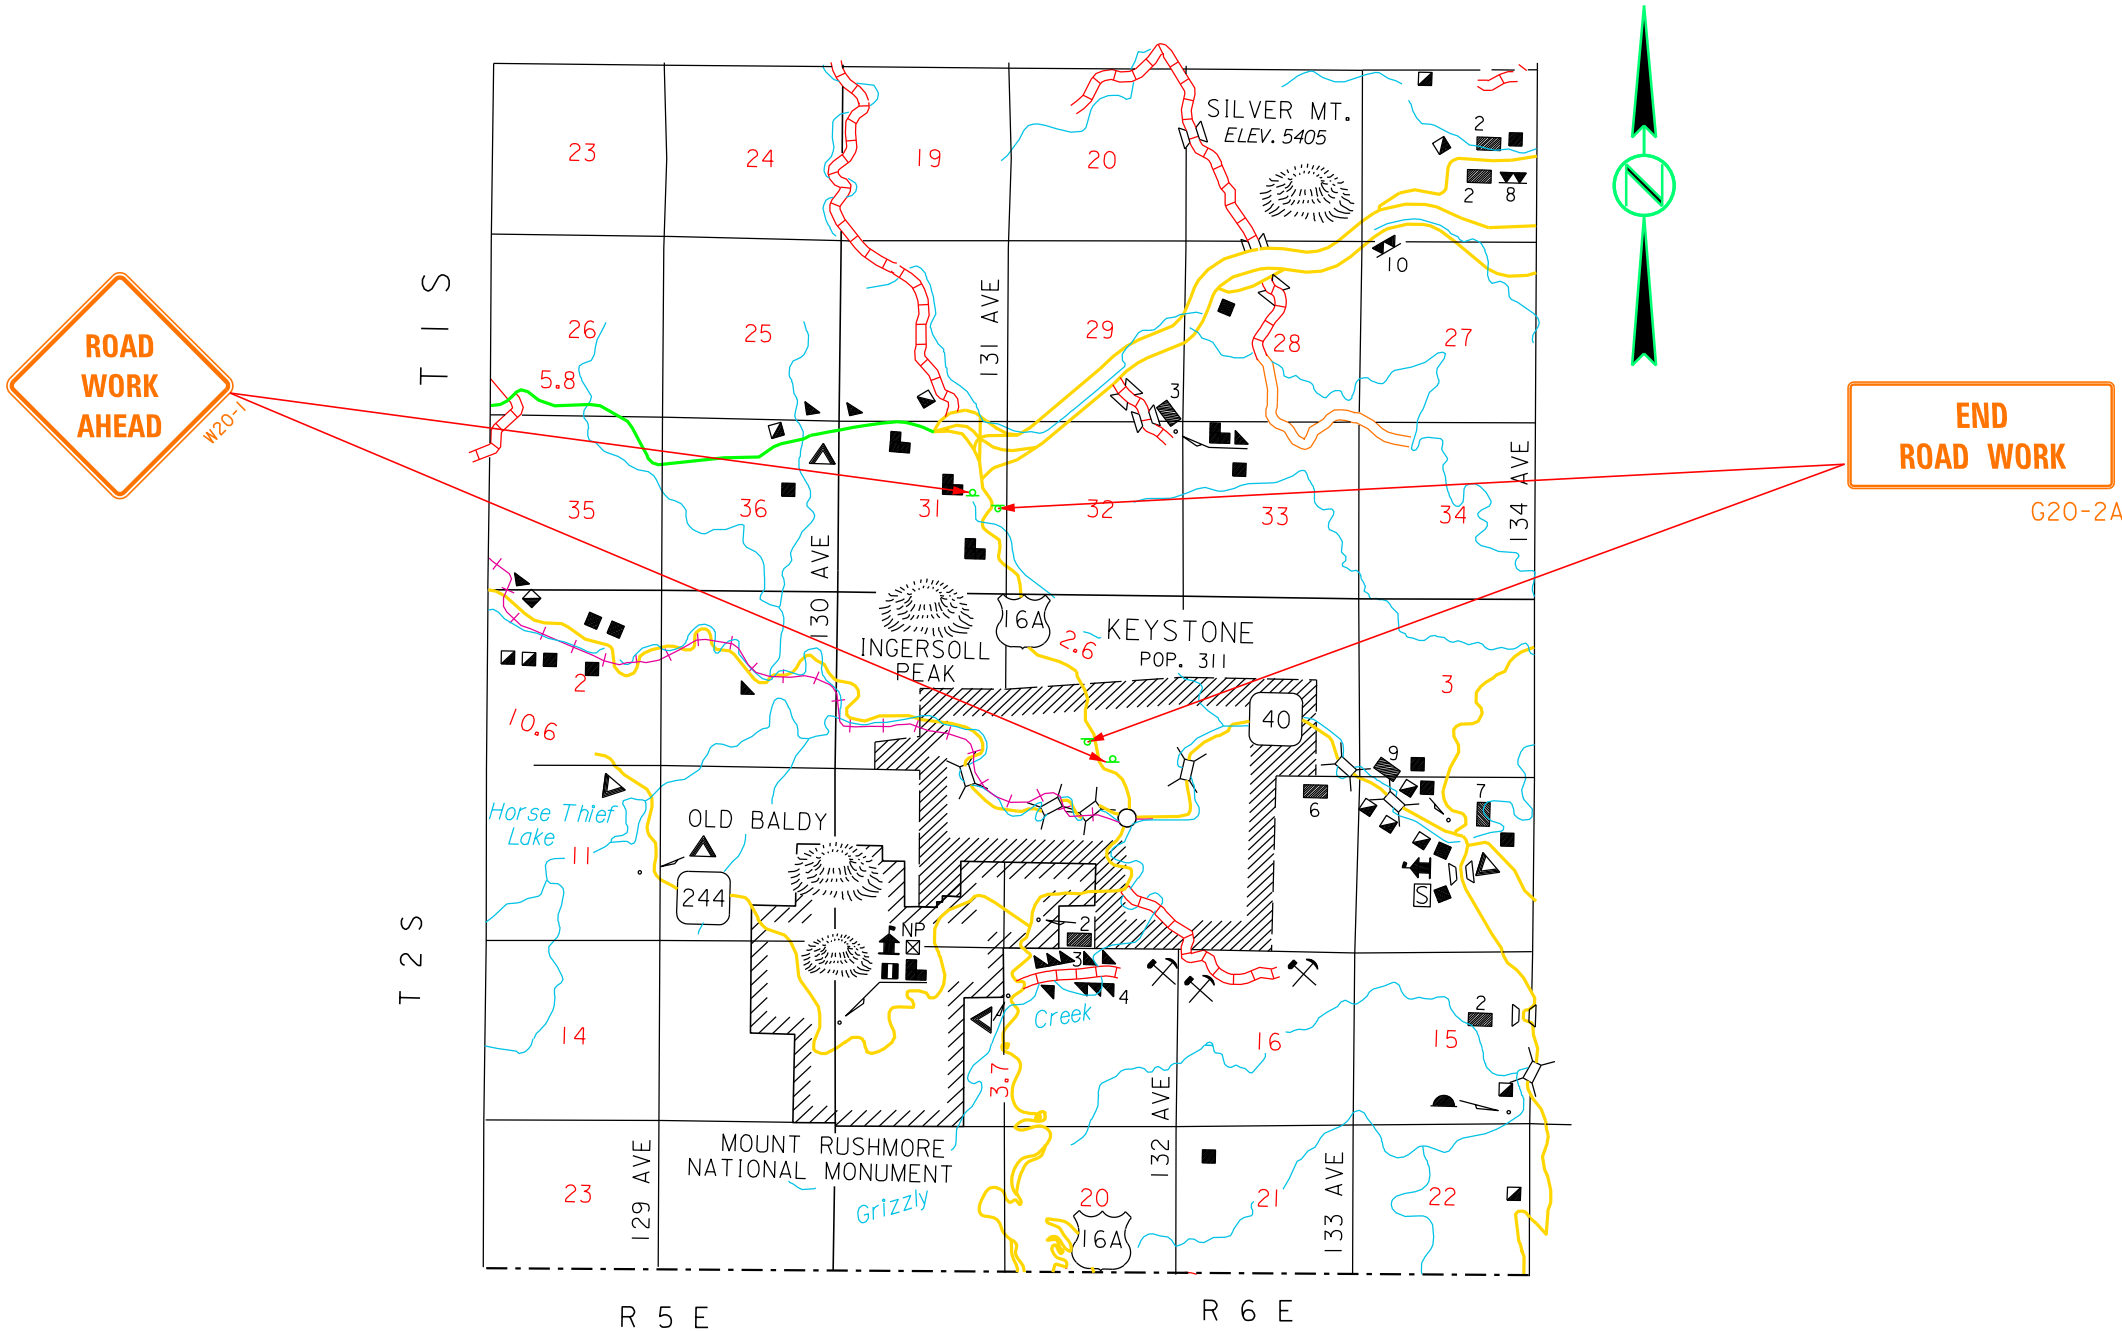 SILVER MT.
ELEV. 5405
2
23
24
19
20
2
8
10
T 1 S
131 AVE
26
25
29
28
27
ROAD
WORK
AHEAD
W20-1
5.8
3
END
ROAD WORK
G20-2A
134 AVE
35
36
31
32
33
34
130 AVE
16A
INGERSOLL
PEAK
2.6
KEYSTONE
POP. 311
2
3
10.6
40
9
7
6
Horse Thief
Lake
OLD BALDY
11
244
S
NP
2
3
4
T 2 S
Creek
2
14
16
15
3.7
132 AVE
MOUNT RUSHMORE
NATIONAL MONUMENT
129 AVE
133 AVE
Grizzly
23
20
21
22
16A
R 5 E
R 6 E
N